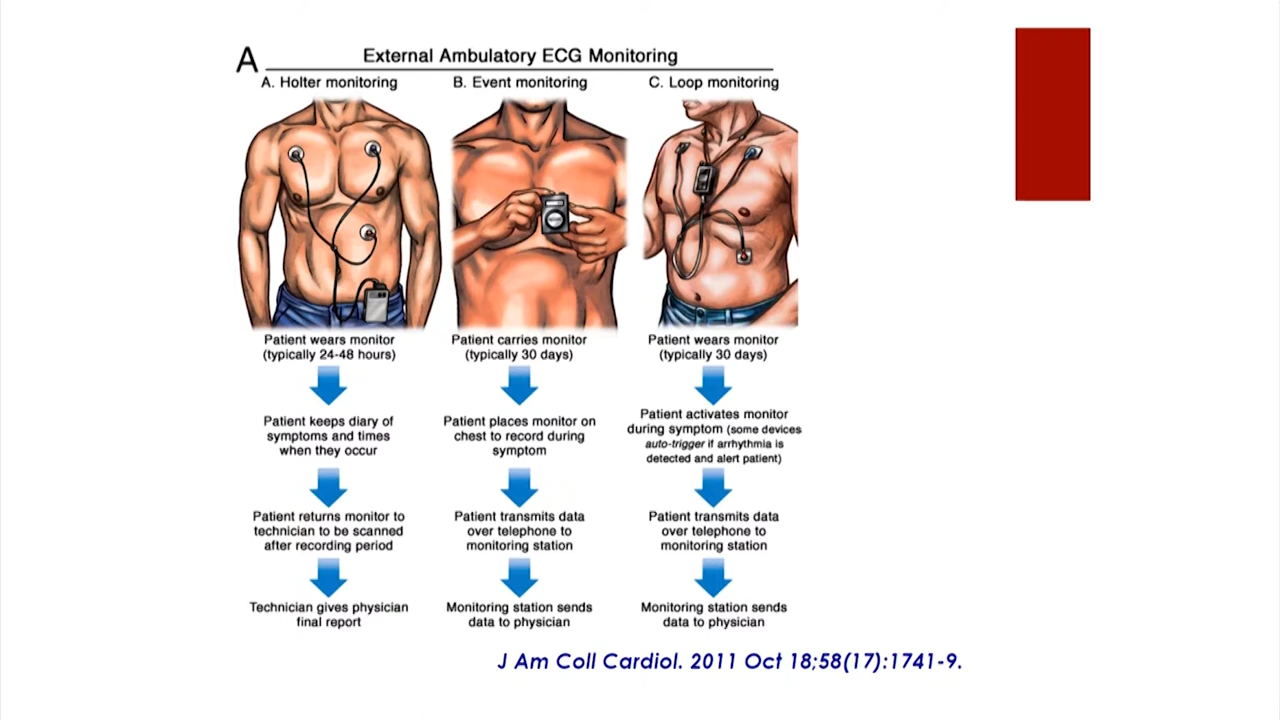 A
External Ambulatory ECG Monitoring
A. Holter monitoring
Patient wears monitor
(typically 24-48 hours)
Patient keeps diary of
symptoms and times
when they occur
Patient returns monitor to
technician to be scanned
after recording period
Technician gives physician
final report
B. Event monitoring
Patient carries monitor
(typically 30 days)
Patient places monitor on
chest to record during
symptom
Patient transmits data
over telephone to
monitoring station
Monitoring station sends
data to physician
C. Loop monitoring
Patient wears monitor
(typically 30 days)
Patient activates monitor
during symptom (some devices
auto-trigger if arrhythmia is
detected and alert patient)
Patient transmits data
over telephone to
monitoring station
Monitoring station sends
data to physician
J Am Coll Cardiol. 2011 Oct 18;58(17):1741-9.